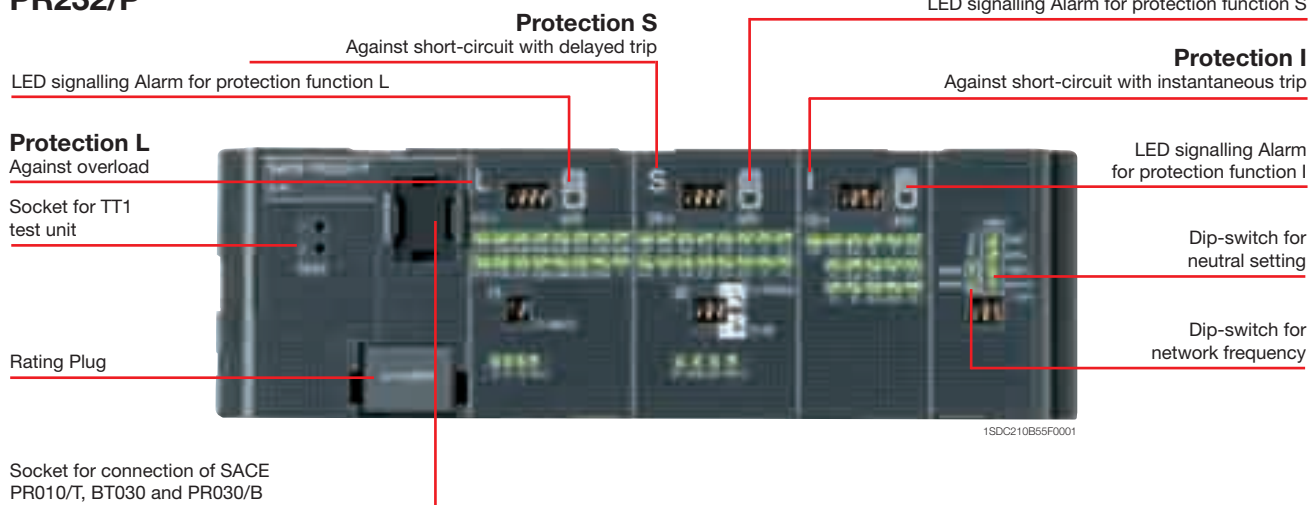 PR232/P
Protection S
Against short-circuit with delayed trip
LED signalling Alarm for protection function S
LED signalling Alarm for protection function L
Protection I
Against short-circuit with instantaneous trip
Protection L
Against overload
LED signalling Alarm
for protection function I
Socket for TT1
test unit
Dip-switch for
neutral setting
Dip-switch for
network frequency
Rating Plug
L
S
I
1SDC210B55F0001
Socket for connection of SACE
PR010/T, BT030 and PR030/B